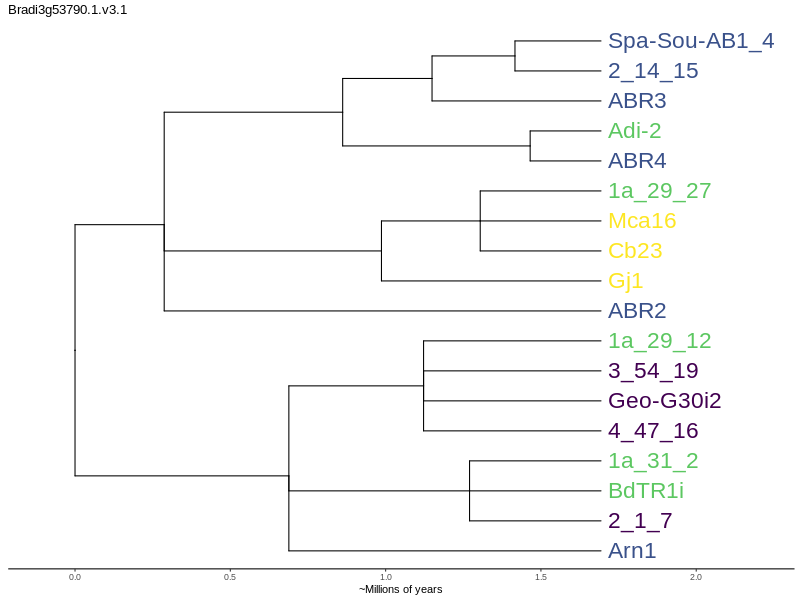 Bradi3g53790.1.v3.1
Spa-Sou-AB1_4
2_14_15
ABR3
Adi-2
ABR4
1a_29_27
Mca16
Cb23
Gj1
ABR2
1a_29_12
3_54_19
Geo-G30i2
4_47_16
1a_31_2
BdTR1i
2_1_7
Arn1
0.0 0.5 1.0 1.5 2.0
~Millions of years